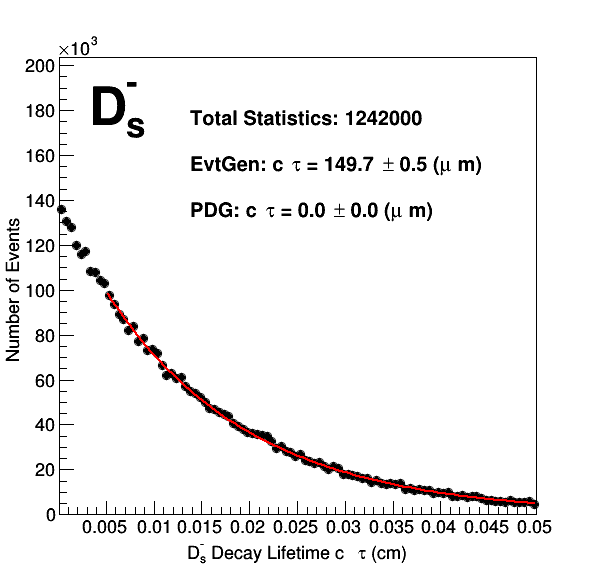 ×10³
200
180
160
140
120
100
80
60
40
20
0
Number of Events
Dₛ⁻
Total Statistics: 1242000
EvtGen: c τ = 149.7 ± 0.5 (μ m)
PDG: c τ = 0.0 ± 0.0 (μ m)
0.005 0.01 0.015 0.02 0.025 0.03 0.035 0.04 0.045 0.05
Dₛ⁻ Decay Lifetime c τ (cm)